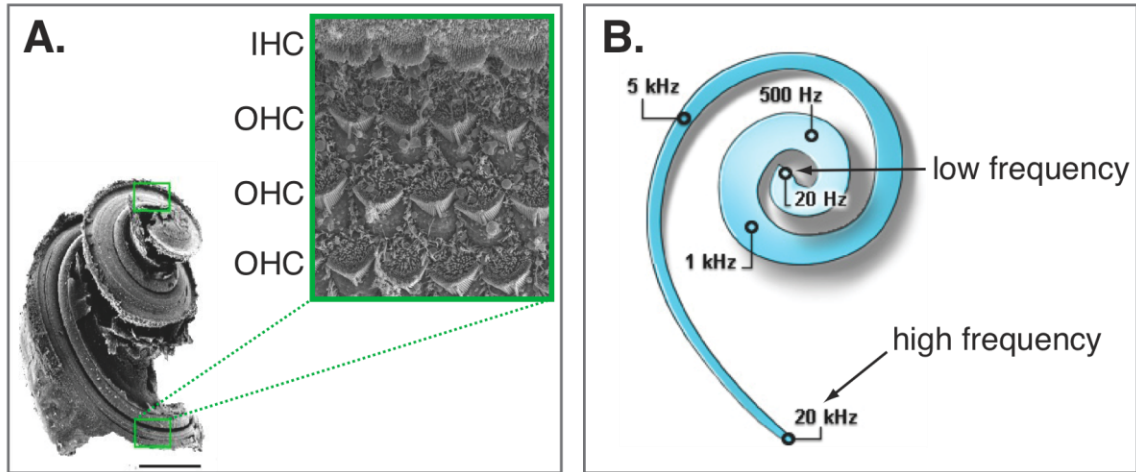 A.
IHC
OHC
OHC
OHC
B.
5 kHz
500 Hz
low frequency
20 Hz
1 kHz
high frequency
20 kHz